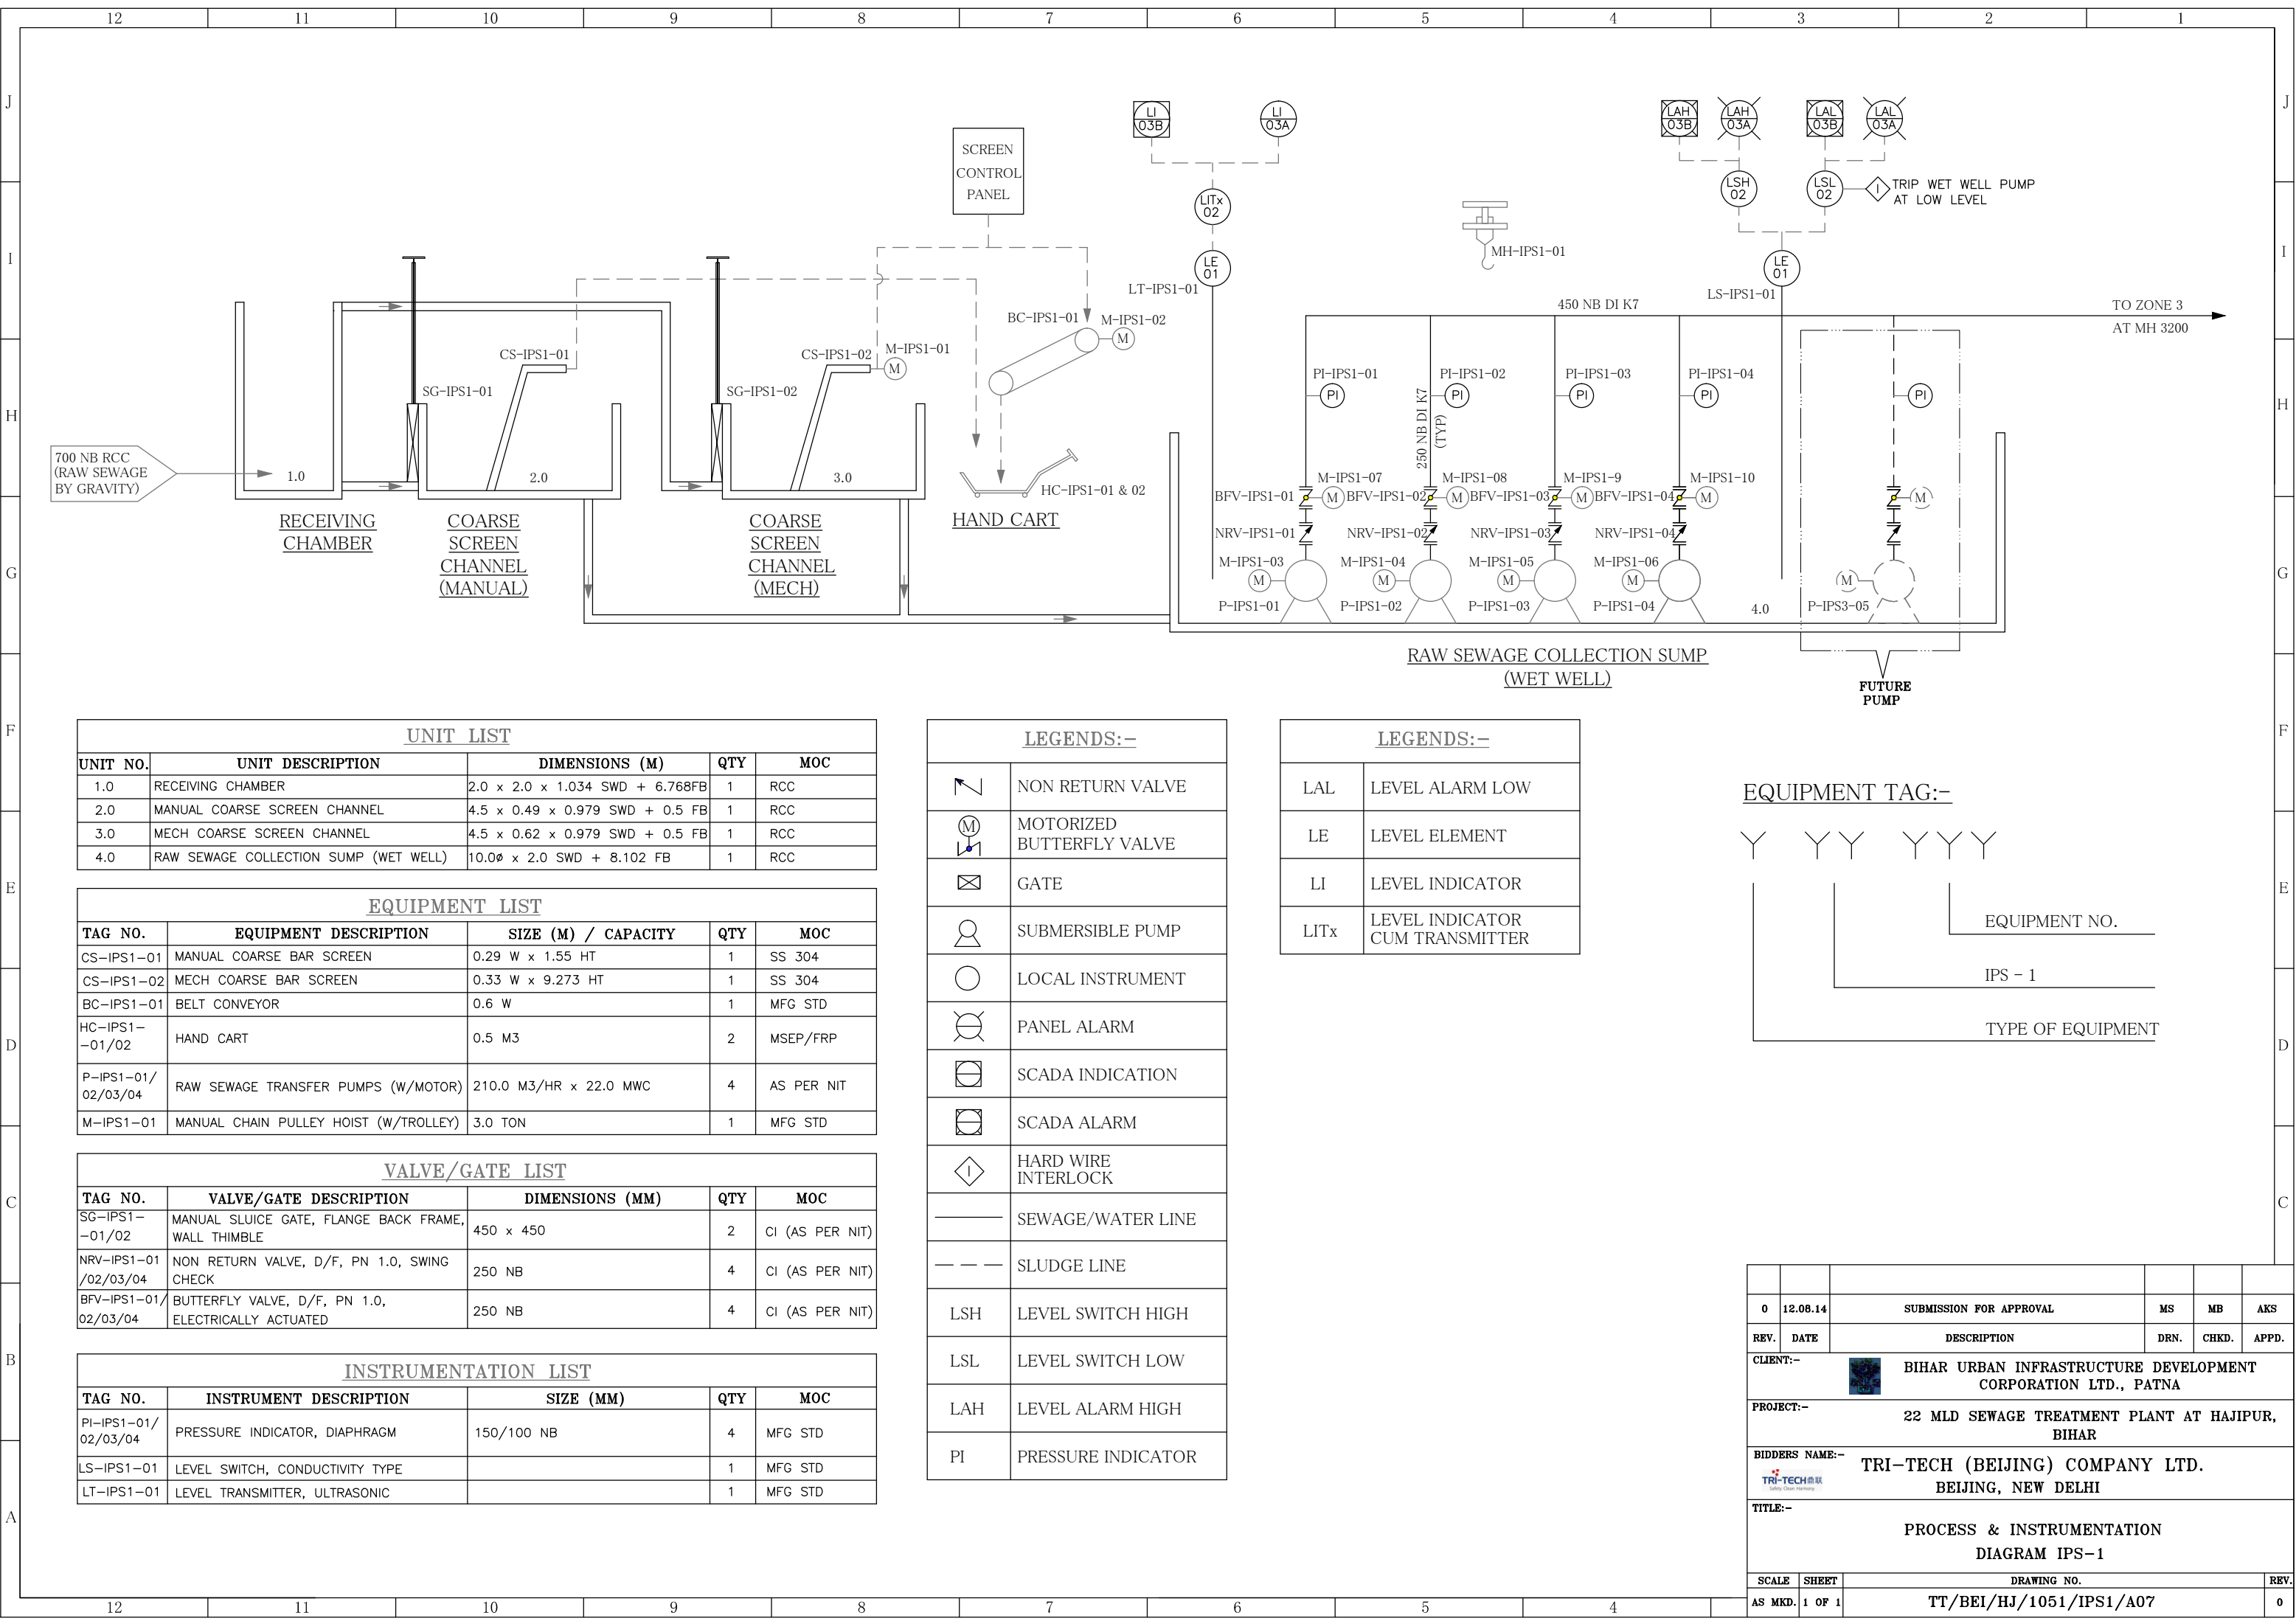 12 11 10 9 8 7 6 5 4 3 2 1
J
I
H
G
F
E
D
C
B
A
J
I
H
G
F
E
D
C
SCREEN
CONTROL
PANEL
LI
03B
LI
03A
LITx
02
LE
01
LT-IPS1-01
LAH
03B
LAH
03A
LAL
03B
LAL
03A
LSH
02
LSL
02
I
TRIP WET WELL PUMP
AT LOW LEVEL
LE
01
LS-IPS1-01
MH-IPS1-01
450 NB DI K7
TO ZONE 3
AT MH 3200
BC-IPS1-01
M-IPS1-02
M
CS-IPS1-01
CS-IPS1-02
M-IPS1-01
M
SG-IPS1-01
SG-IPS1-02
700 NB RCC
(RAW SEWAGE
BY GRAVITY)
1.0
2.0
3.0
HC-IPS1-01 & 02
HAND CART
RECEIVING
CHAMBER
COARSE
SCREEN
CHANNEL
(MANUAL)
COARSE
SCREEN
CHANNEL
(MECH)
PI-IPS1-01
PI
PI-IPS1-02
PI
PI-IPS1-03
PI
PI-IPS1-04
PI
PI
250 NB DI K7
(TYP)
M-IPS1-07
M-IPS1-08
M-IPS1-9
M-IPS1-10
BFV-IPS1-01
M
BFV-IPS1-02
M
BFV-IPS1-03
M
BFV-IPS1-04
M
M
NRV-IPS1-01
NRV-IPS1-02
NRV-IPS1-03
NRV-IPS1-04
M-IPS1-03
M-IPS1-04
M-IPS1-05
M-IPS1-06
M
M
M
M
M
P-IPS1-01
P-IPS1-02
P-IPS1-03
P-IPS1-04
4.0
P-IPS3-05
RAW SEWAGE COLLECTION SUMP
(WET WELL)
FUTURE
PUMP
UNIT LIST
UNIT NO. UNIT DESCRIPTION DIMENSIONS (M) QTY MOC
1.0 RECEIVING CHAMBER 2.0 x 2.0 x 1.034 SWD + 6.768FB 1 RCC
2.0 MANUAL COARSE SCREEN CHANNEL 4.5 x 0.49 x 0.979 SWD + 0.5 FB 1 RCC
3.0 MECH COARSE SCREEN CHANNEL 4.5 x 0.62 x 0.979 SWD + 0.5 FB 1 RCC
4.0 RAW SEWAGE COLLECTION SUMP (WET WELL) 10.0ø x 2.0 SWD + 8.102 FB 1 RCC
EQUIPMENT LIST
TAG NO. EQUIPMENT DESCRIPTION SIZE (M) / CAPACITY QTY MOC
CS-IPS1-01 MANUAL COARSE BAR SCREEN 0.29 W x 1.55 HT 1 SS 304
CS-IPS1-02 MECH COARSE BAR SCREEN 0.33 W x 9.273 HT 1 SS 304
BC-IPS1-01 BELT CONVEYOR 0.6 W 1 MFG STD
HC-IPS1-
-01/02 HAND CART 0.5 M3 2 MSEP/FRP
P-IPS1-01/
02/03/04 RAW SEWAGE TRANSFER PUMPS (W/MOTOR) 210.0 M3/HR x 22.0 MWC 4 AS PER NIT
M-IPS1-01 MANUAL CHAIN PULLEY HOIST (W/TROLLEY) 3.0 TON 1 MFG STD
VALVE/GATE LIST
TAG NO. VALVE/GATE DESCRIPTION DIMENSIONS (MM) QTY MOC
SG-IPS1-
-01/02 MANUAL SLUICE GATE, FLANGE BACK FRAME,
WALL THIMBLE 450 x 450 2 CI (AS PER NIT)
NRV-IPS1-01
/02/03/04 NON RETURN VALVE, D/F, PN 1.0, SWING
CHECK 250 NB 4 CI (AS PER NIT)
BFV-IPS1-01/
02/03/04 BUTTERFLY VALVE, D/F, PN 1.0,
ELECTRICALLY ACTUATED 250 NB 4 CI (AS PER NIT)
INSTRUMENTATION LIST
TAG NO. INSTRUMENT DESCRIPTION SIZE (MM) QTY MOC
PI-IPS1-01/
02/03/04 PRESSURE INDICATOR, DIAPHRAGM 150/100 NB 4 MFG STD
LS-IPS1-01 LEVEL SWITCH, CONDUCTIVITY TYPE 1 MFG STD
LT-IPS1-01 LEVEL TRANSMITTER, ULTRASONIC 1 MFG STD
LEGENDS:-
NON RETURN VALVE
M MOTORIZED
BUTTERFLY VALVE
GATE
SUBMERSIBLE PUMP
LOCAL INSTRUMENT
PANEL ALARM
SCADA INDICATION
SCADA ALARM
I HARD WIRE
INTERLOCK
SEWAGE/WATER LINE
SLUDGE LINE
LSH LEVEL SWITCH HIGH
LSL LEVEL SWITCH LOW
LAH LEVEL ALARM HIGH
PI PRESSURE INDICATOR
LEGENDS:-
LAL LEVEL ALARM LOW
LE LEVEL ELEMENT
LI LEVEL INDICATOR
LITx LEVEL INDICATOR
CUM TRANSMITTER
EQUIPMENT TAG:-
Y YY YYY
EQUIPMENT NO.
IPS - 1
TYPE OF EQUIPMENT
0 12.08.14 SUBMISSION FOR APPROVAL MS MB AKS
REV. DATE DESCRIPTION DRN. CHKD. APPD.
CLIENT:-
BIHAR URBAN INFRASTRUCTURE DEVELOPMENT
CORPORATION LTD., PATNA
PROJECT:-
22 MLD SEWAGE TREATMENT PLANT AT HAJIPUR,
BIHAR
BIDDERS NAME:-
TRI-TECH鼎联
Safety Clean Harmony
TRI-TECH (BEIJING) COMPANY LTD.
BEIJING, NEW DELHI
TITLE:-
PROCESS & INSTRUMENTATION
DIAGRAM IPS-1
SCALE SHEET DRAWING NO. REV.
AS MKD. 1 OF 1 TT/BEI/HJ/1051/IPS1/A07 0
12 11 10 9 8 7 6 5 4